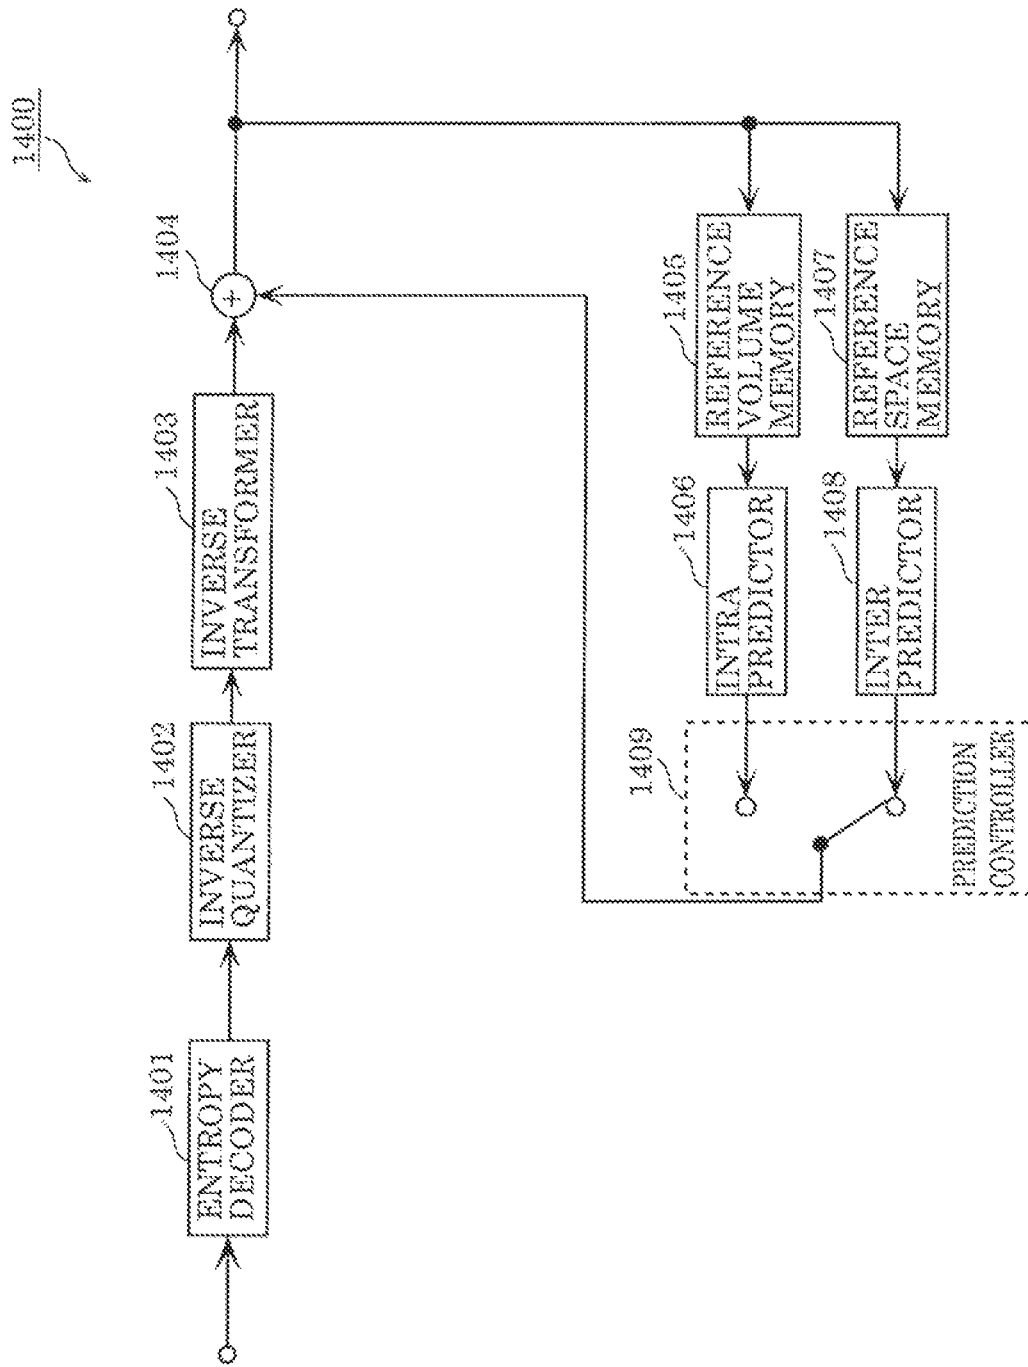 1400
1401
ENTROPY
DECODER
1402
INVERSE
QUANTIZER
1403
INVERSE
TRANSFORMER
1404
+
1409
PREDICTION
CONTROLLER
1406
INTRA
PREDICTOR
1405
REFERENCE
VOLUME
MEMORY
1408
INTER
PREDICTOR
1407
REFERENCE
SPACE
MEMORY